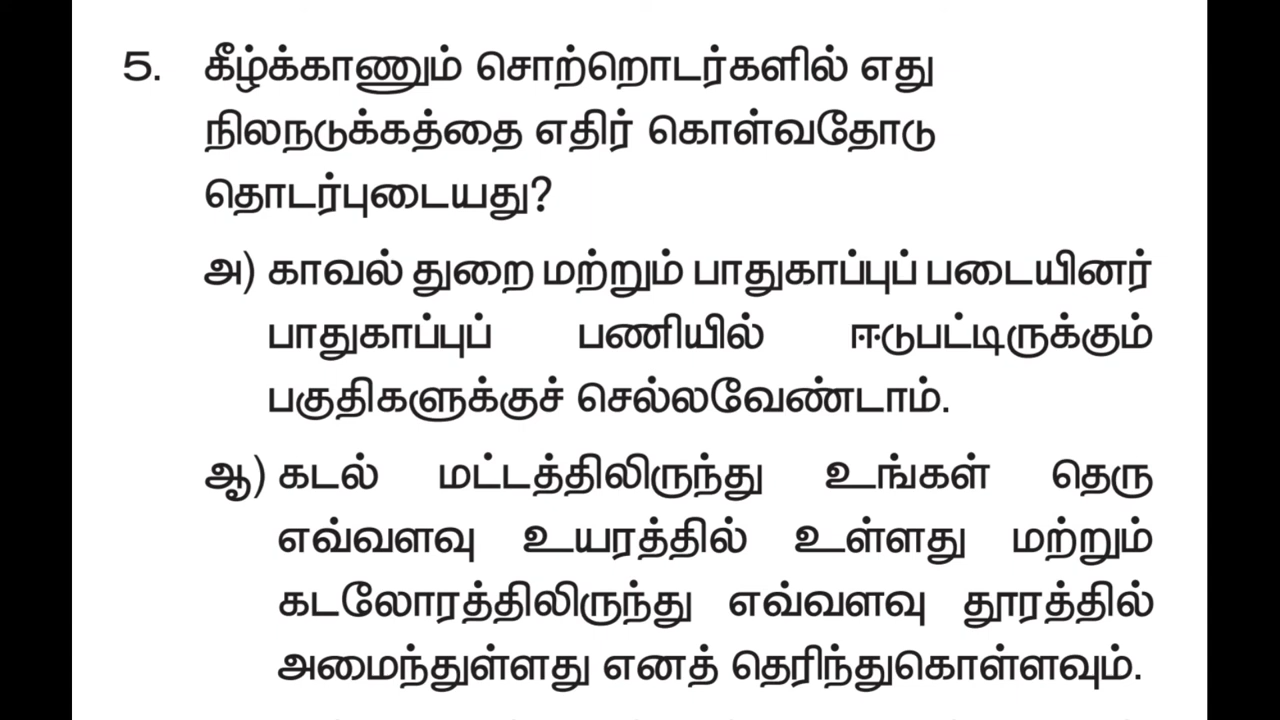 5. கீழ்க்காணும் சொற்றொடர்களில் எது
நிலநடுக்கத்தை எதிர் கொள்வதோடு
தொடர்புடையது?
அ) காவல் துறை மற்றும் பாதுகாப்புப் படையினர்
பாதுகாப்புப் பணியில் ஈடுபட்டிருக்கும்
பகுதிகளுக்குச் செல்லவேண்டாம்.
ஆ) கடல் மட்டத்திலிருந்து உங்கள் தெரு
எவ்வளவு உயரத்தில் உள்ளது மற்றும்
கடலோரத்திலிருந்து எவ்வளவு தூரத்தில்
அமைந்துள்ளது எனத் தெரிந்துகொள்ளவும்.